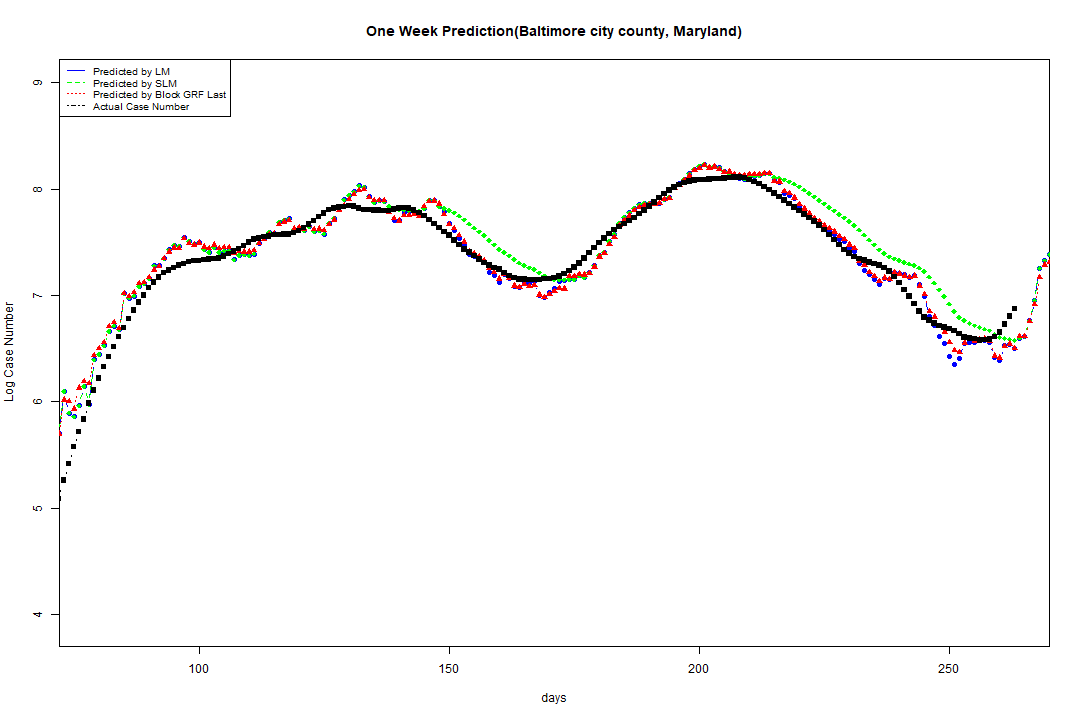 One Week Prediction(Baltimore city county, Maryland)
Predicted by LM
Predicted by SLM
Predicted by Block GRF Last
Actual Case Number
9
8
7
6
5
4
Log Case Number
100 150 200 250
days